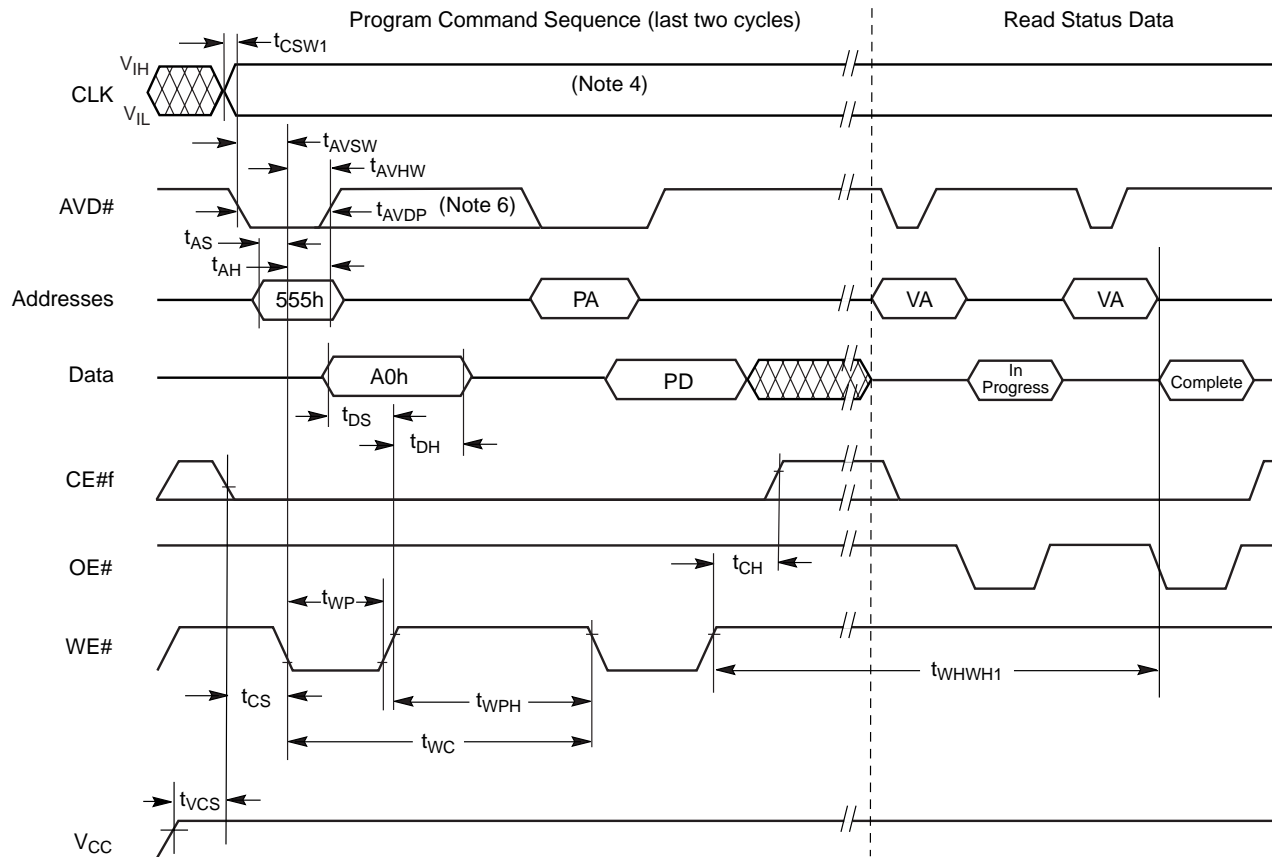 Program Command Sequence (last two cycles)
Read Status Data
tCSW1
VIH
CLK
VIL
(Note 4)
tAVSW
tAVHW
AVD#
(Note 6)
tAVDP
tAS
tAH
Addresses
555h
PA
VA
VA
Data
A0h
PD
In
Progress
Complete
tDS
tDH
CE#f
OE#
tCH
tWP
WE#
tWHWH1
tCS
tWPH
tWC
tVCS
VCC